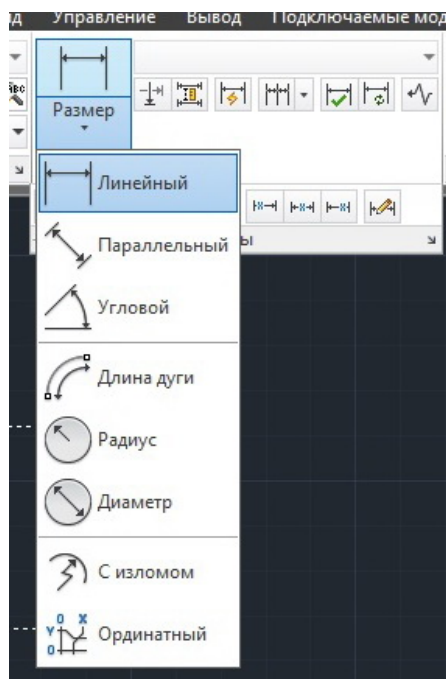 Управление Вывод Подключаемые мод
Размер
Линейный
Параллельный
Угловой
Длина дуги
Радиус
Диаметр
С изломом
Ординатный